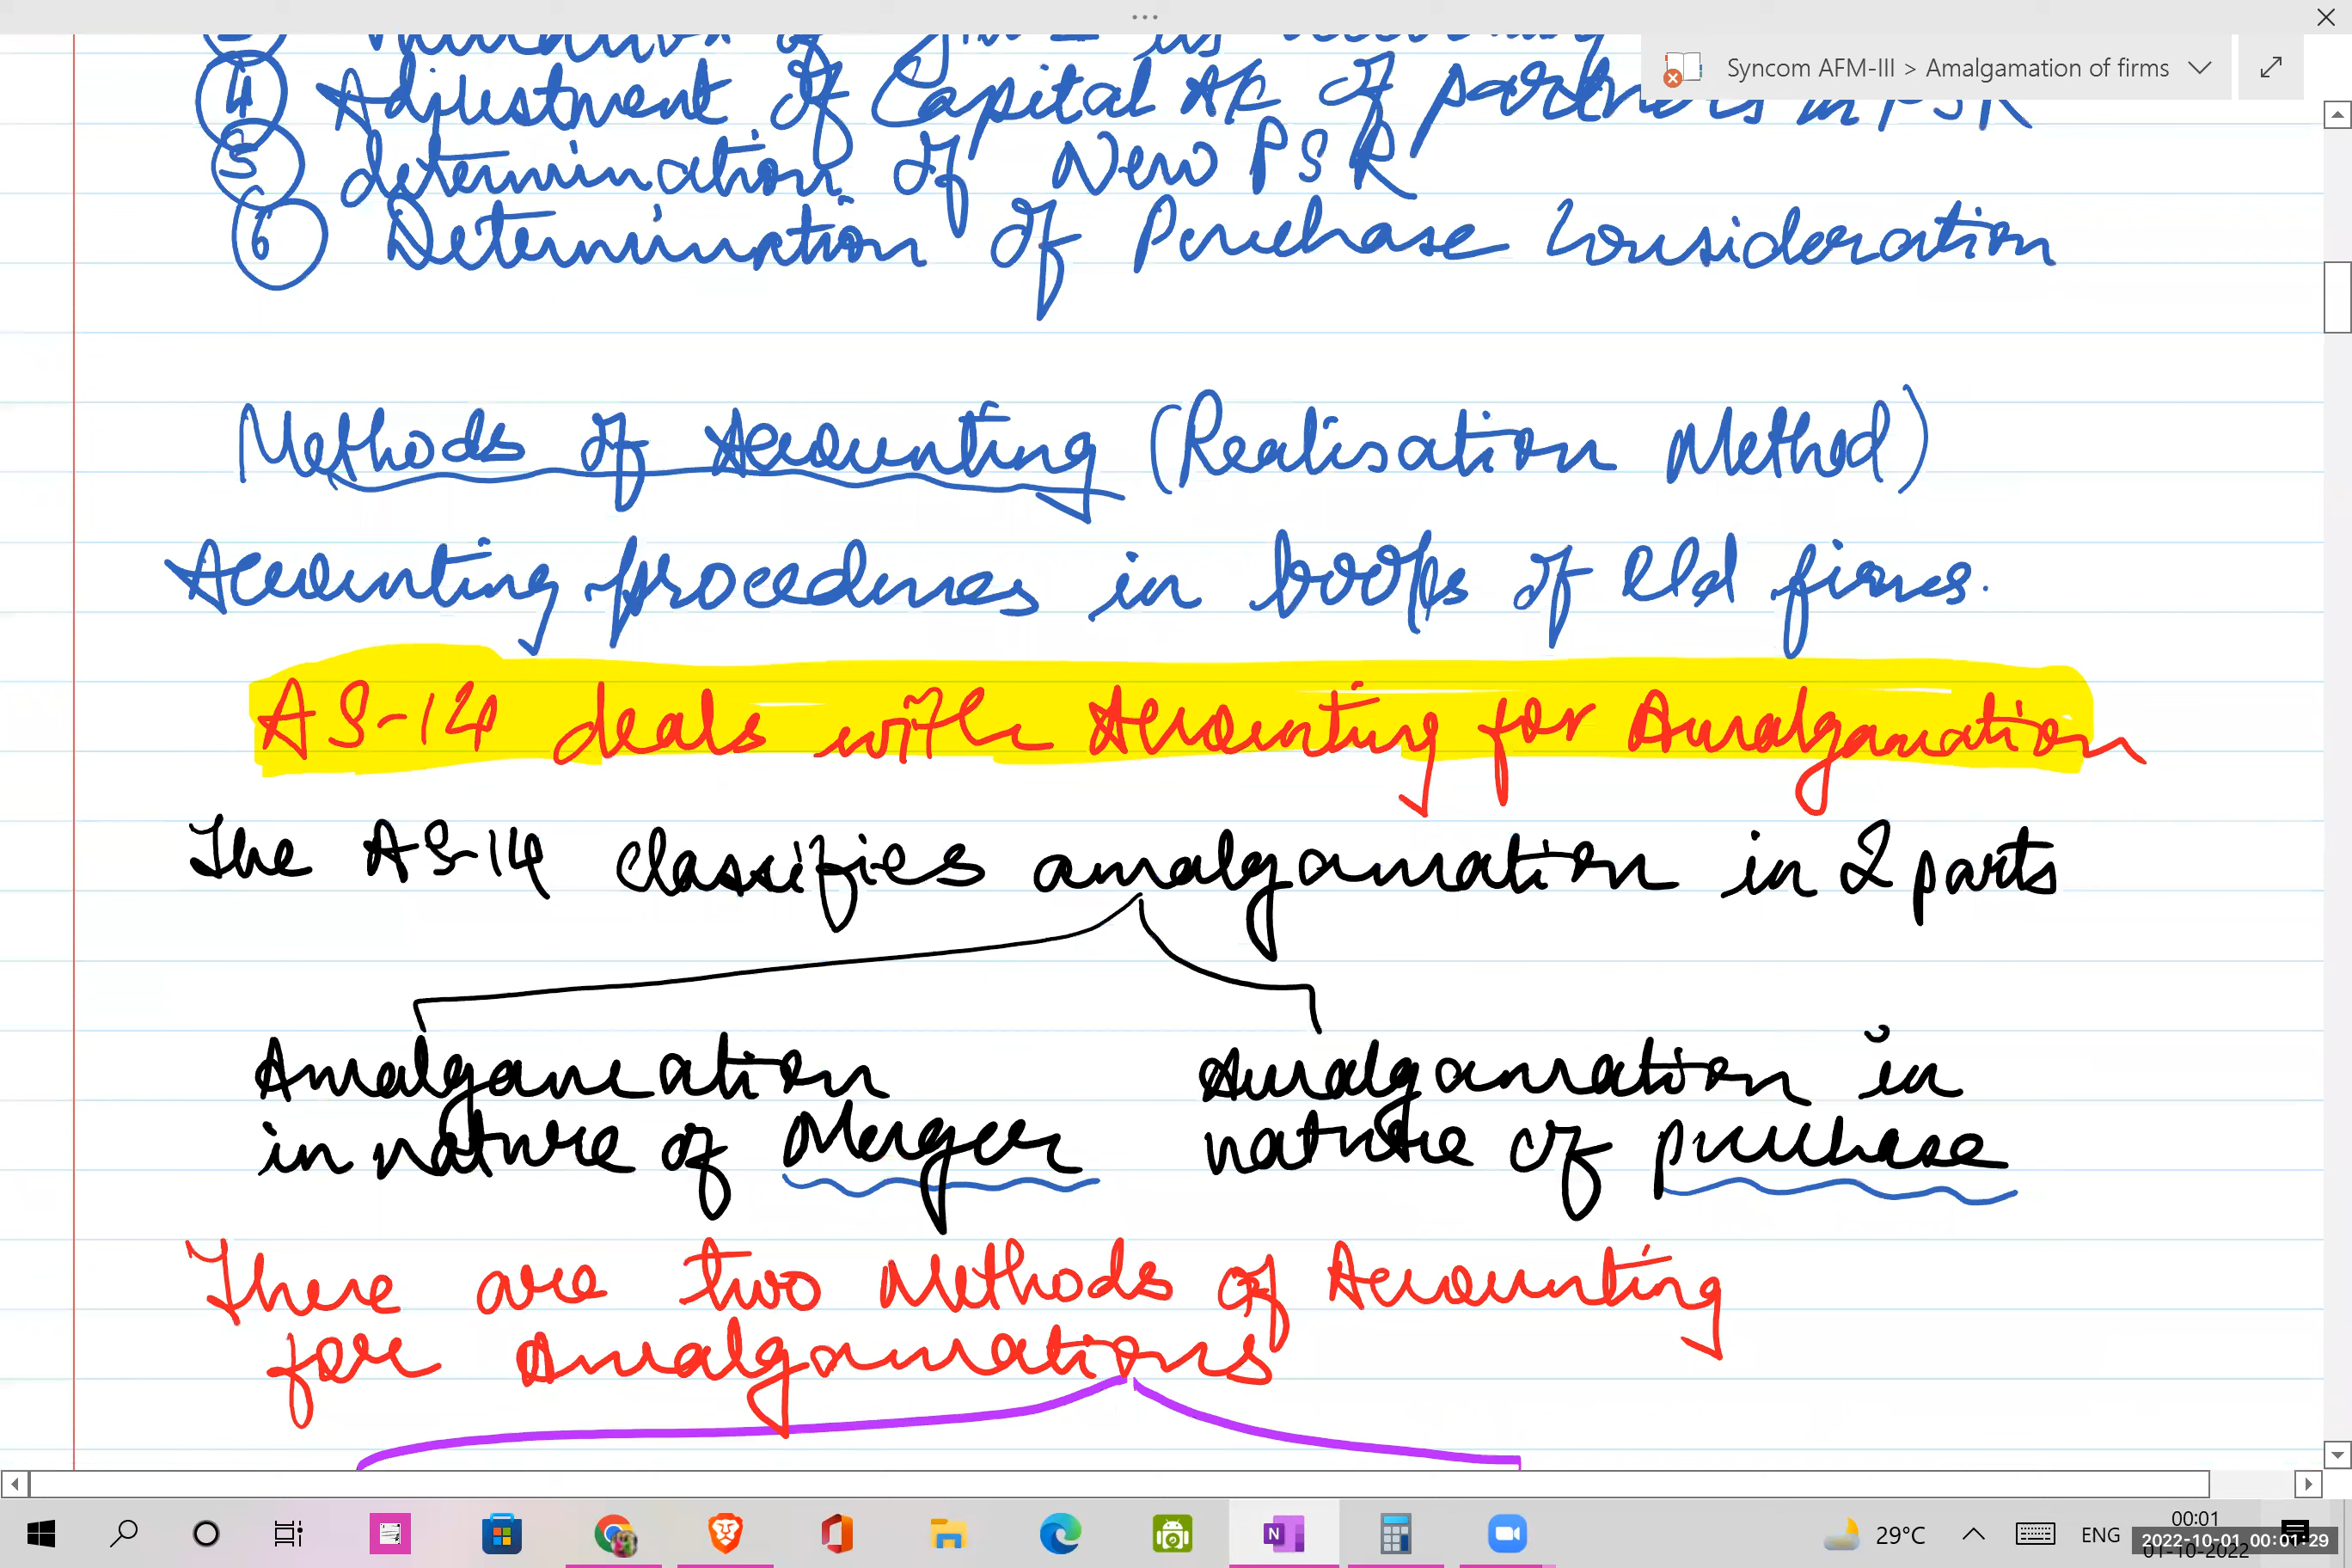 Syncom AFM-III > Amalgamation of firms
4 Adjustment of Capital A/c of partners in PSR
5 determination of New PSR
6 Determination of Purchase Consideration
Methods of Accounting (Realisation Method)
Accounting procedures in books of Old firms.
AS-14 deals with Accounting for Amalgamation
The AS-14 classifies amalgamation in 2 parts
Amalgamation Amalgamation in
in nature of Merger nature of purchase
There are two Methods of Accounting
for Amalgamations
29°C ENG 00:01
2022-10-01 00:01:29